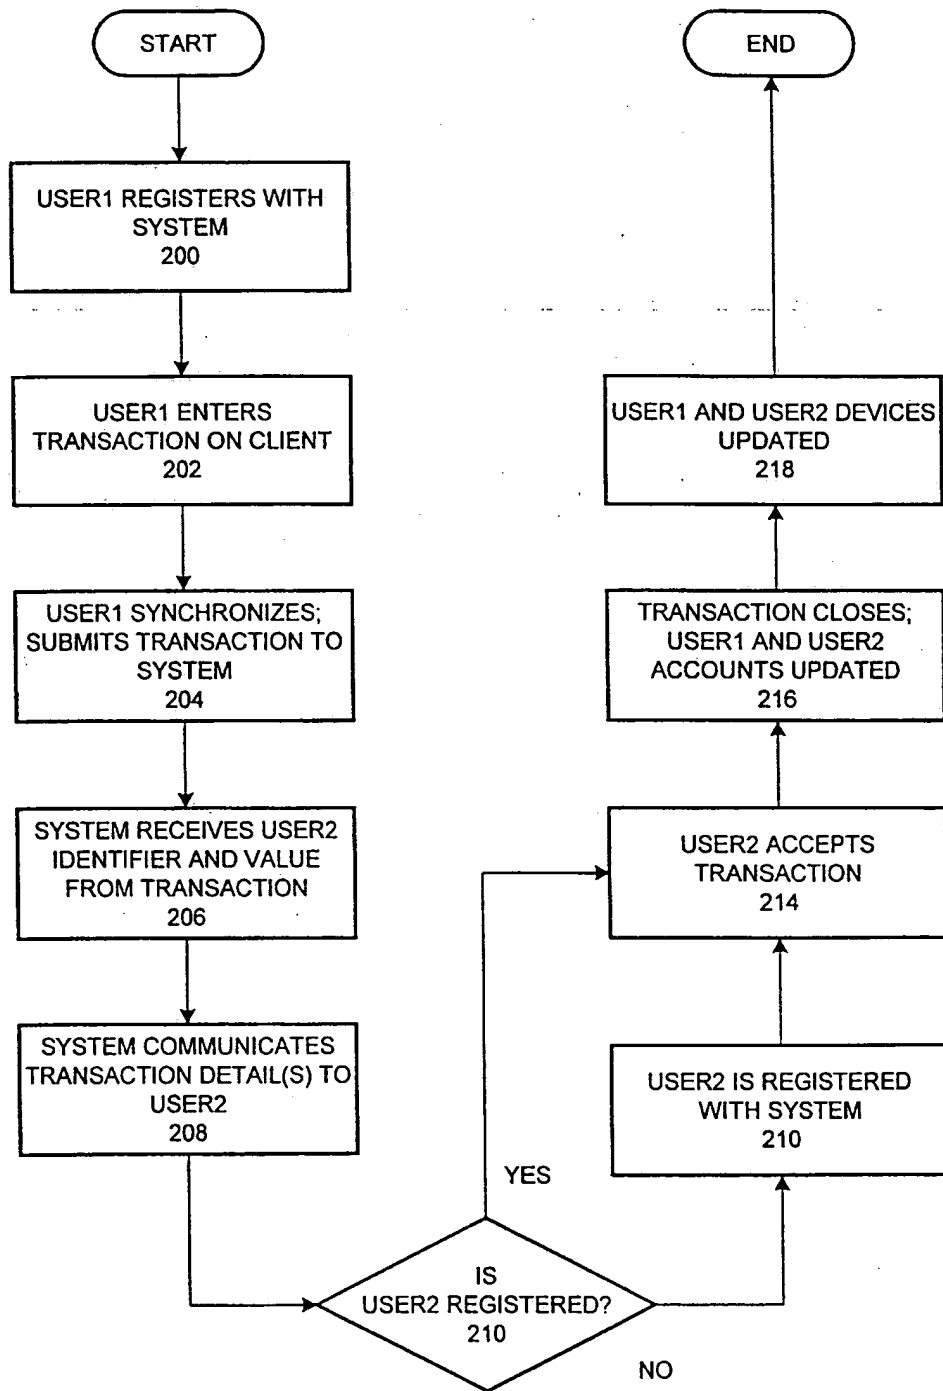 START
USER1 REGISTERS WITH
SYSTEM
200
USER1 ENTERS
TRANSACTION ON CLIENT
202
USER1 SYNCHRONIZES;
SUBMITS TRANSACTION TO
SYSTEM
204
SYSTEM RECEIVES USER2
IDENTIFIER AND VALUE
FROM TRANSACTION
206
SYSTEM COMMUNICATES
TRANSACTION DETAIL(S) TO
USER2
208
IS
USER2 REGISTERED?
210
YES
NO
USER2 IS REGISTERED
WITH SYSTEM
210
USER2 ACCEPTS
TRANSACTION
214
TRANSACTION CLOSES;
USER1 AND USER2
ACCOUNTS UPDATED
216
USER1 AND USER2 DEVICES
UPDATED
218
END